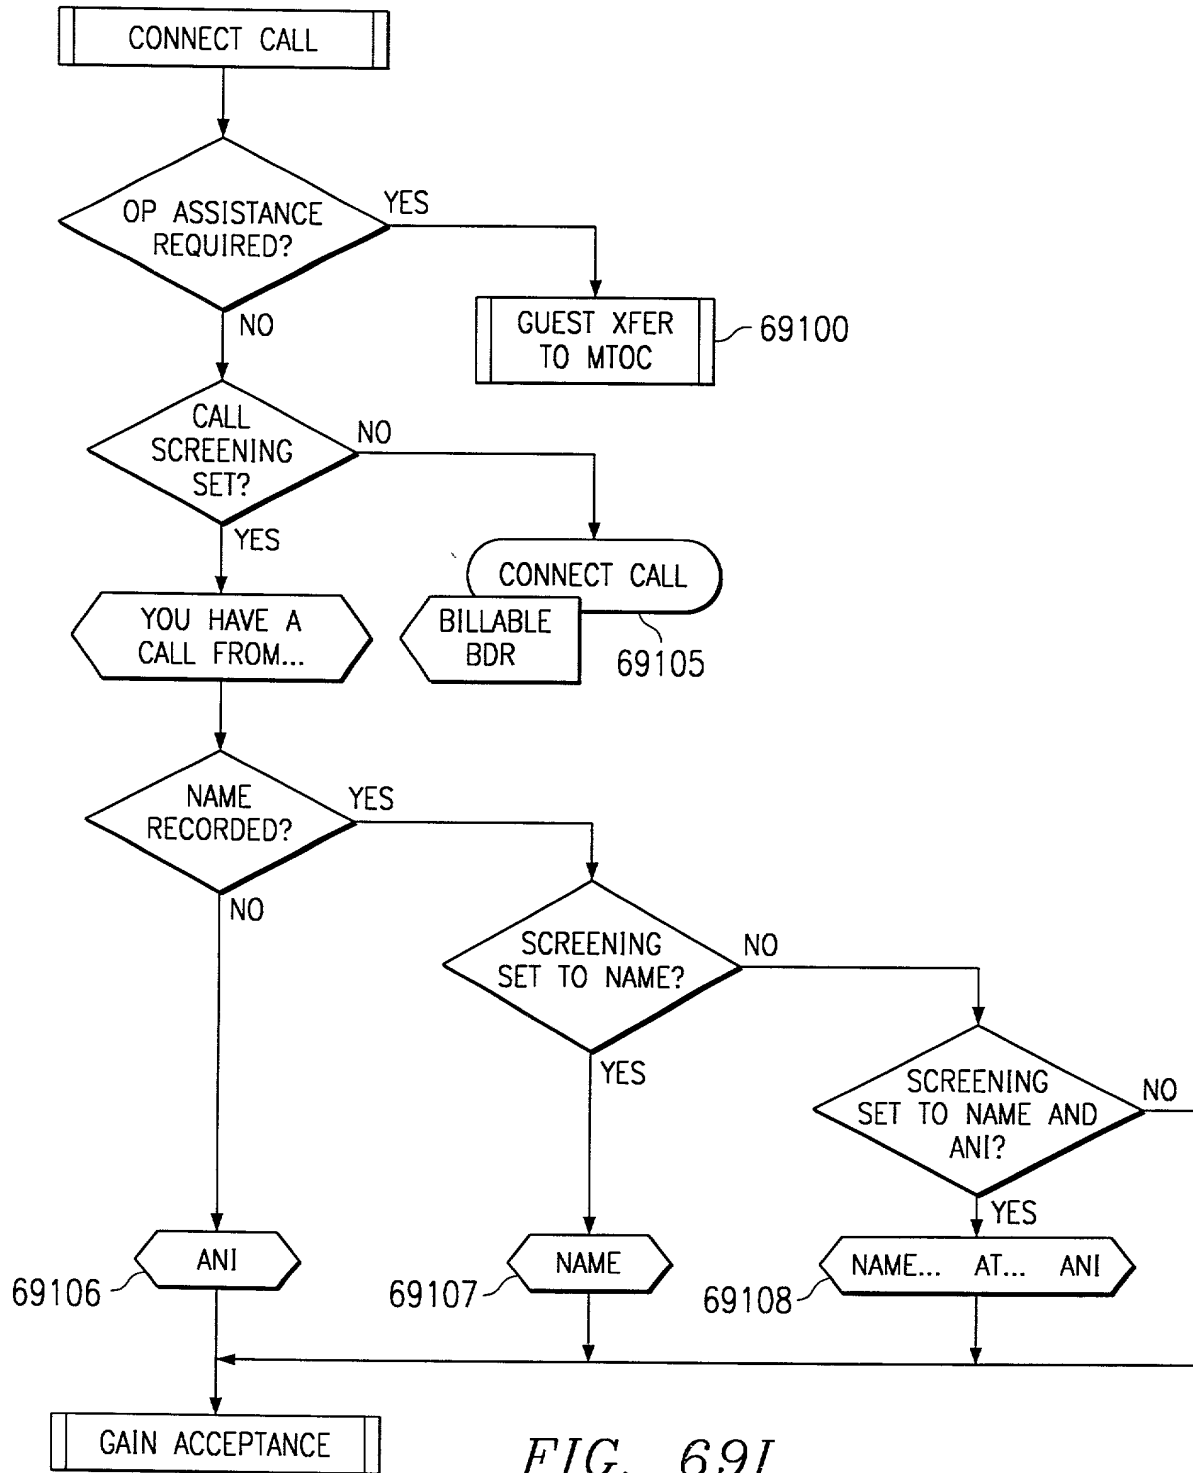 CONNECT CALL
OP ASSISTANCE
REQUIRED?
YES
NO
GUEST XFER
TO MTOC
69100
CALL
SCREENING
SET?
NO
YES
CONNECT CALL
BILLABLE
BDR
69105
YOU HAVE A
CALL FROM...
NAME
RECORDED?
YES
NO
SCREENING
SET TO NAME?
NO
YES
SCREENING
SET TO NAME AND
ANI?
NO
YES
ANI
69106
NAME
69107
NAME... AT... ANI
69108
GAIN ACCEPTANCE
FIG. 69I